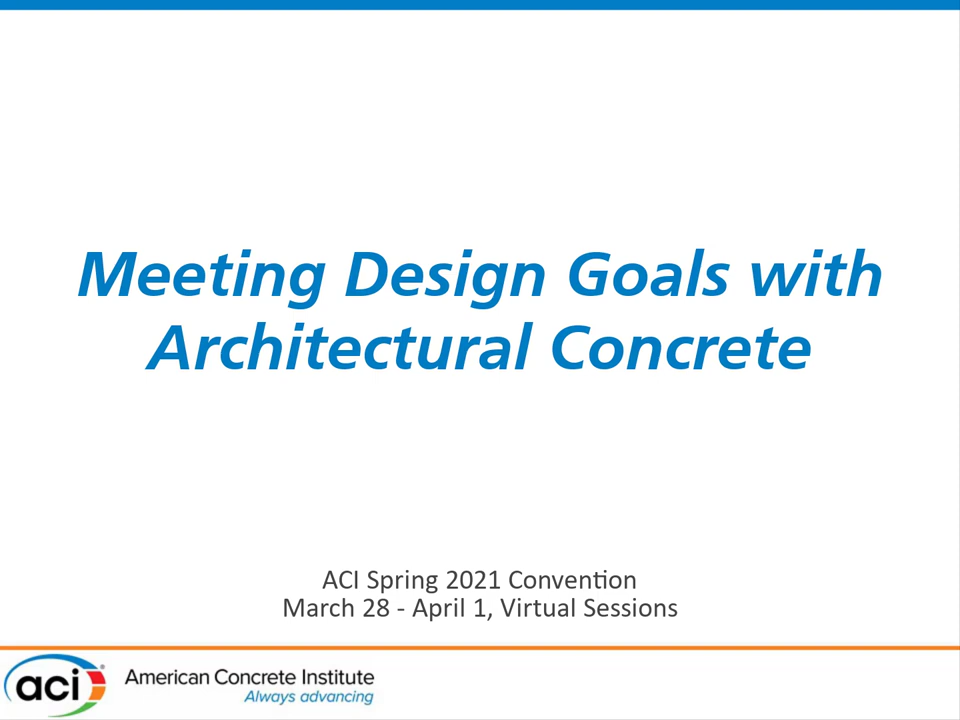 Meeting Design Goals with
Architectural Concrete
ACI Spring 2021 Convention
March 28 - April 1, Virtual Sessions
aci
American Concrete Institute
Always advancing